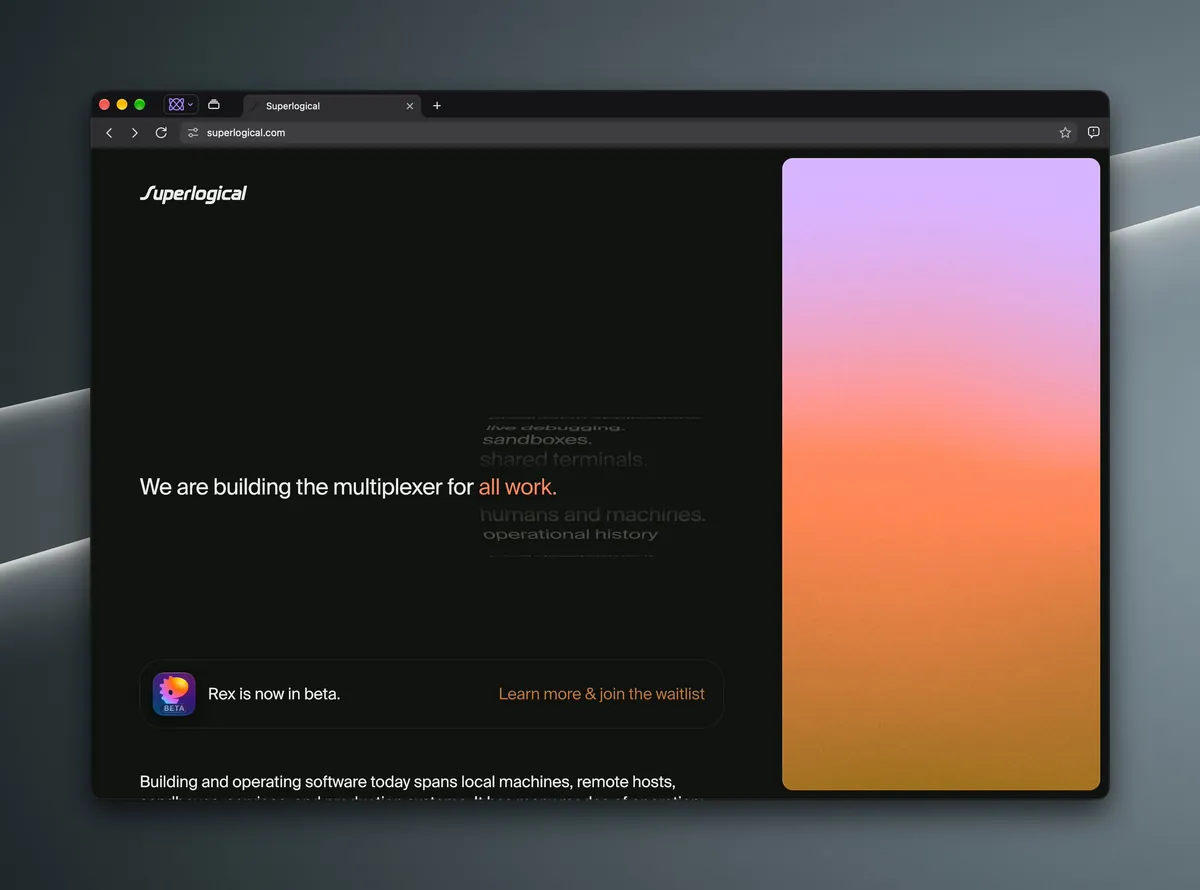 Superlogical
superlogical.com
Superlogical
live debugging.
sandboxes.
shared terminals.
We are building the multiplexer for all work.
humans and machines.
operational history
BETA
Rex is now in beta.
Learn more & join the waitlist
Building and operating software today spans local machines, remote hosts,